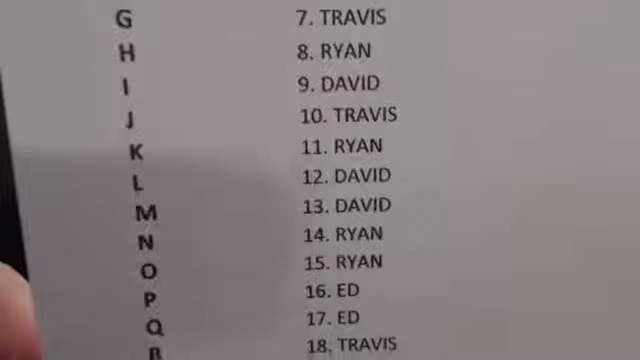 G 7. TRAVIS
H 8. RYAN
I 9. DAVID
J 10. TRAVIS
K 11. RYAN
L 12. DAVID
M 13. DAVID
N 14. RYAN
O 15. RYAN
P 16. ED
Q 17. ED
R 18. TRAVIS